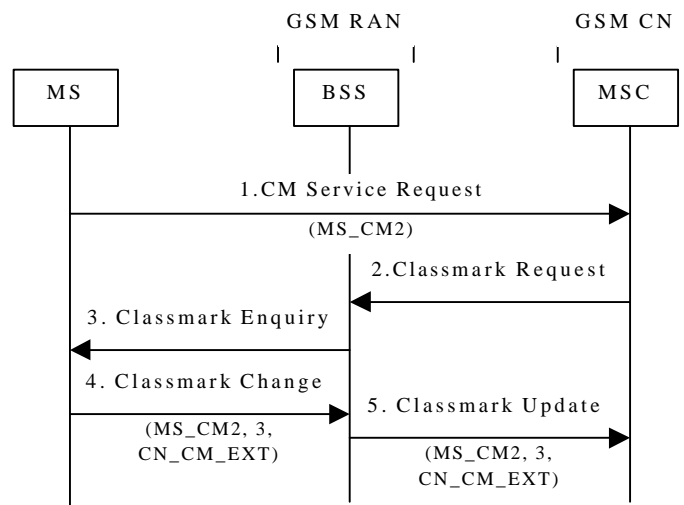 GSM RAN
GSM CN
MS
BSS
MSC
1.CM Service Request
(MS_CM2)
2.Classmark Request
3. Classmark Enquiry
4. Classmark Change
(MS_CM2, 3,
CN_CM_EXT)
5. Classmark Update
(MS_CM2, 3,
CN_CM_EXT)